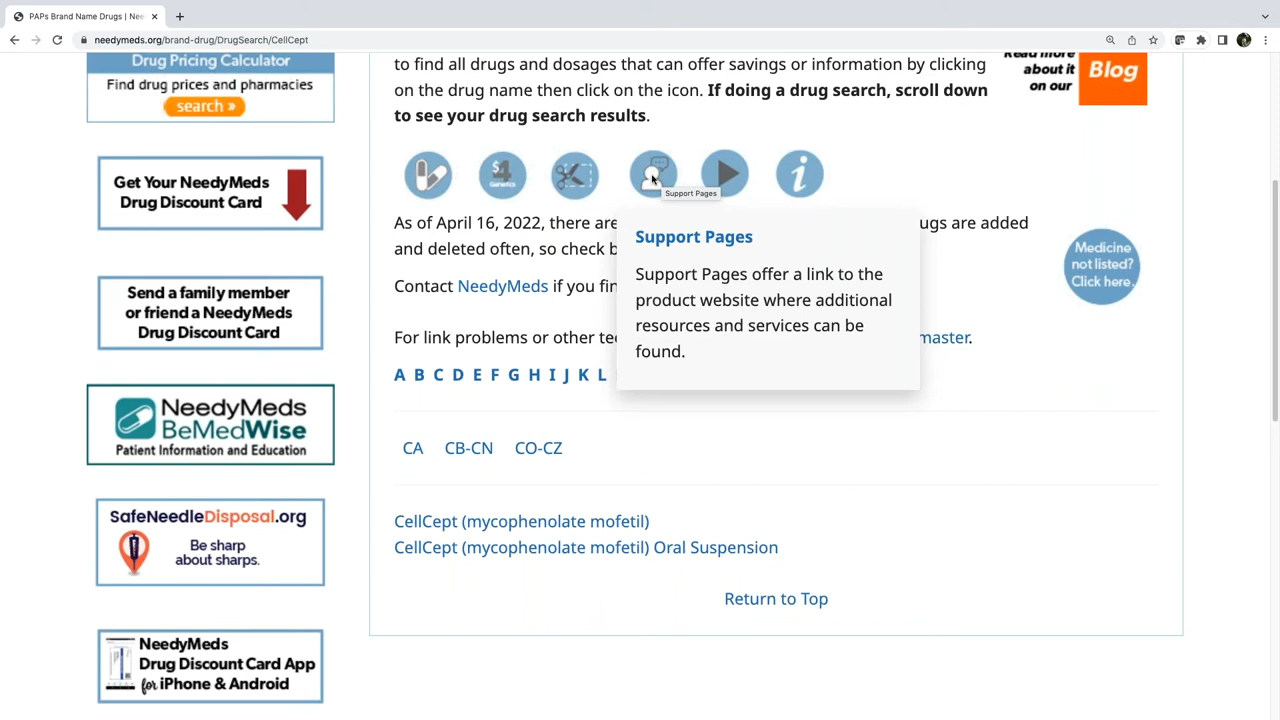 PAPs Brand Name Drugs | Nee
needymeds.org/brand-drug/DrugSearch/CellCept
Drug Pricing Calculator
Find drug prices and pharmacies
search »
Get Your NeedyMeds
Drug Discount Card
Send a family member
or friend a NeedyMeds
Drug Discount Card
NeedyMeds
BeMedWise
Patient Information and Education
SafeNeedleDisposal.org
Be sharp
about sharps.
NeedyMeds
Drug Discount Card App
for iPhone & Android
to find all drugs and dosages that can offer savings or information by clicking
on the drug name then click on the icon. If doing a drug search, scroll down
to see your drug search results.
$4
Generics
i
Support Pages
As of April 16, 2022, there are
ugs are added
and deleted often, so check b
Contact NeedyMeds if you fin
For link problems or other te
master.
Support Pages
Support Pages offer a link to the
product website where additional
resources and services can be
found.
A B C D E F G H I J K L
CA CB-CN CO-CZ
CellCept (mycophenolate mofetil)
CellCept (mycophenolate mofetil) Oral Suspension
Return to Top
Read more
about it
on our
Blog
Medicine
not listed?
Click here.